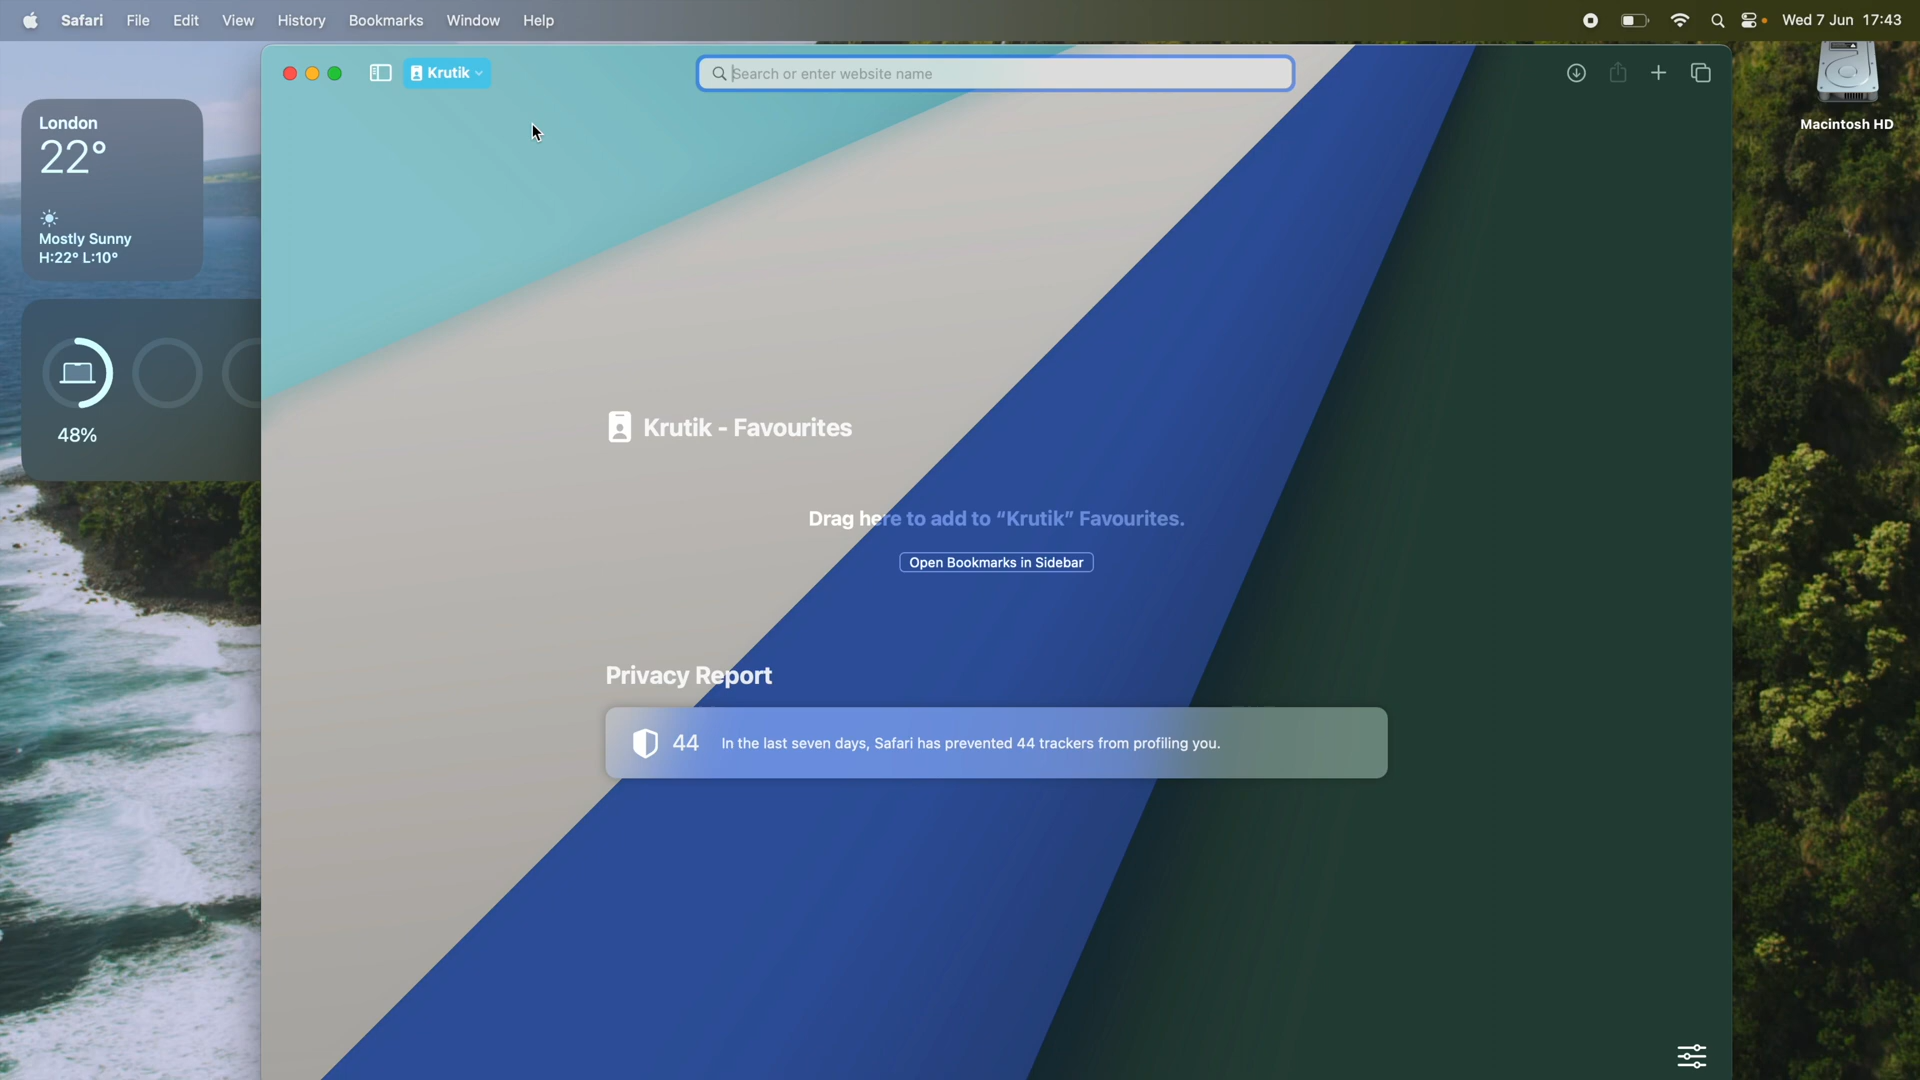 Safari File Edit View History Bookmarks Window Help
Wed 7 Jun 17:43
Krutik
Search or enter website name
Macintosh HD
London
22°
Mostly Sunny
H:22° L:10°
48%
Krutik - Favourites
Drag here to add to “Krutik” Favourites.
Open Bookmarks in Sidebar
Privacy Report
44 In the last seven days, Safari has prevented 44 trackers from profiling you.